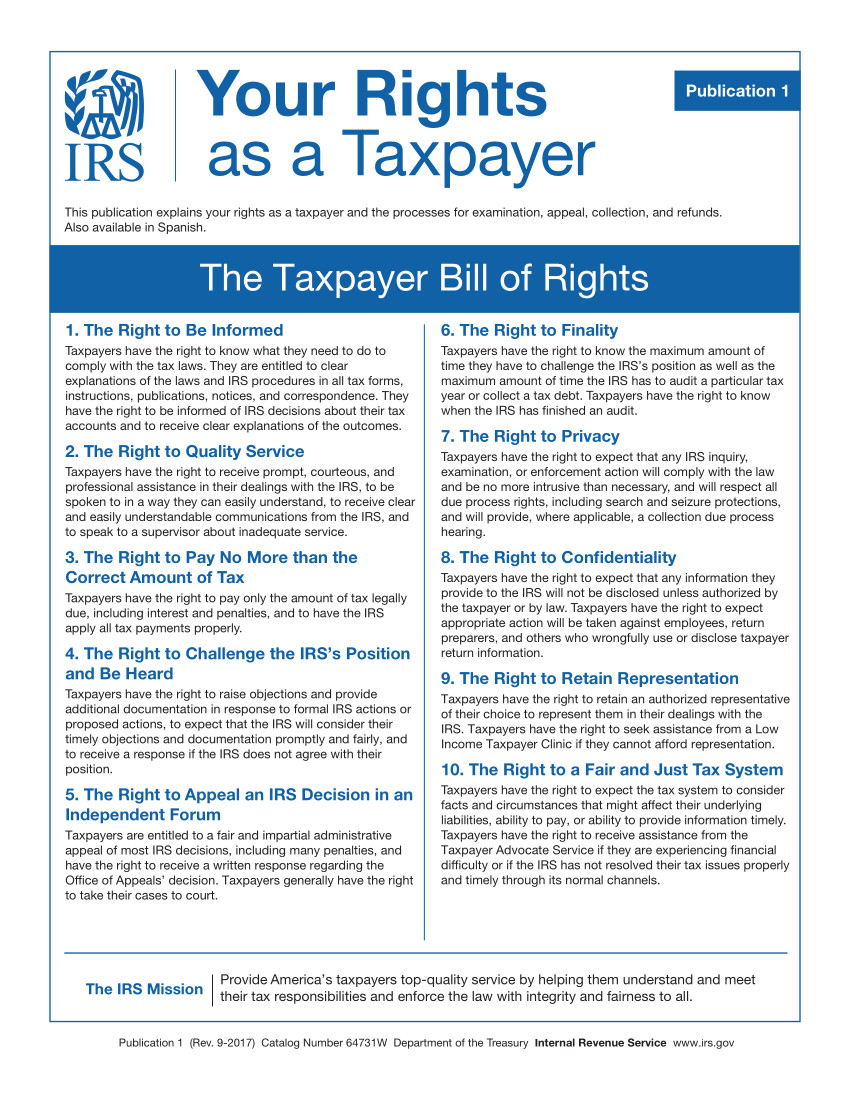 IRS
Your Rights
as a Taxpayer
Publication 1
This publication explains your rights as a taxpayer and the processes for examination, appeal, collection, and refunds.
Also available in Spanish.
The Taxpayer Bill of Rights
1. The Right to Be Informed
Taxpayers have the right to know what they need to do to
comply with the tax laws. They are entitled to clear
explanations of the laws and IRS procedures in all tax forms,
instructions, publications, notices, and correspondence. They
have the right to be informed of IRS decisions about their tax
accounts and to receive clear explanations of the outcomes.
2. The Right to Quality Service
Taxpayers have the right to receive prompt, courteous, and
professional assistance in their dealings with the IRS, to be
spoken to in a way they can easily understand, to receive clear
and easily understandable communications from the IRS, and
to speak to a supervisor about inadequate service.
3. The Right to Pay No More than the
Correct Amount of Tax
Taxpayers have the right to pay only the amount of tax legally
due, including interest and penalties, and to have the IRS
apply all tax payments properly.
4. The Right to Challenge the IRS's Position
and Be Heard
Taxpayers have the right to raise objections and provide
additional documentation in response to formal IRS actions or
proposed actions, to expect that the IRS will consider their
timely objections and documentation promptly and fairly, and
to receive a response if the IRS does not agree with their
position.
5. The Right to Appeal an IRS Decision in an
Independent Forum
Taxpayers are entitled to a fair and impartial administrative
appeal of most IRS decisions, including many penalties, and
have the right to receive a written response regarding the
Office of Appeals' decision. Taxpayers generally have the right
to take their cases to court.
6. The Right to Finality
Taxpayers have the right to know the maximum amount of
time they have to challenge the IRS's position as well as the
maximum amount of time the IRS has to audit a particular tax
year or collect a tax debt. Taxpayers have the right to know
when the IRS has finished an audit.
7. The Right to Privacy
Taxpayers have the right to expect that any IRS inquiry,
examination, or enforcement action will comply with the law
and be no more intrusive than necessary, and will respect all
due process rights, including search and seizure protections,
and will provide, where applicable, a collection due process
hearing.
8. The Right to Confidentiality
Taxpayers have the right to expect that any information they
provide to the IRS will not be disclosed unless authorized by
the taxpayer or by law. Taxpayers have the right to expect
appropriate action will be taken against employees, return
preparers, and others who wrongfully use or disclose taxpayer
return information.
9. The Right to Retain Representation
Taxpayers have the right to retain an authorized representative
of their choice to represent them in their dealings with the
IRS. Taxpayers have the right to seek assistance from a Low
Income Taxpayer Clinic if they cannot afford representation.
10. The Right to a Fair and Just Tax System
Taxpayers have the right to expect the tax system to consider
facts and circumstances that might affect their underlying
liabilities, ability to pay, or ability to provide information timely.
Taxpayers have the right to receive assistance from the
Taxpayer Advocate Service if they are experiencing financial
difficulty or if the IRS has not resolved their tax issues properly
and timely through its normal channels.
The IRS Mission
Provide America's taxpayers top-quality service by helping them understand and meet
their tax responsibilities and enforce the law with integrity and fairness to all.
Publication 1 (Rev. 9-2017) Catalog Number 64731W Department of the Treasury Internal Revenue Service www.irs.gov